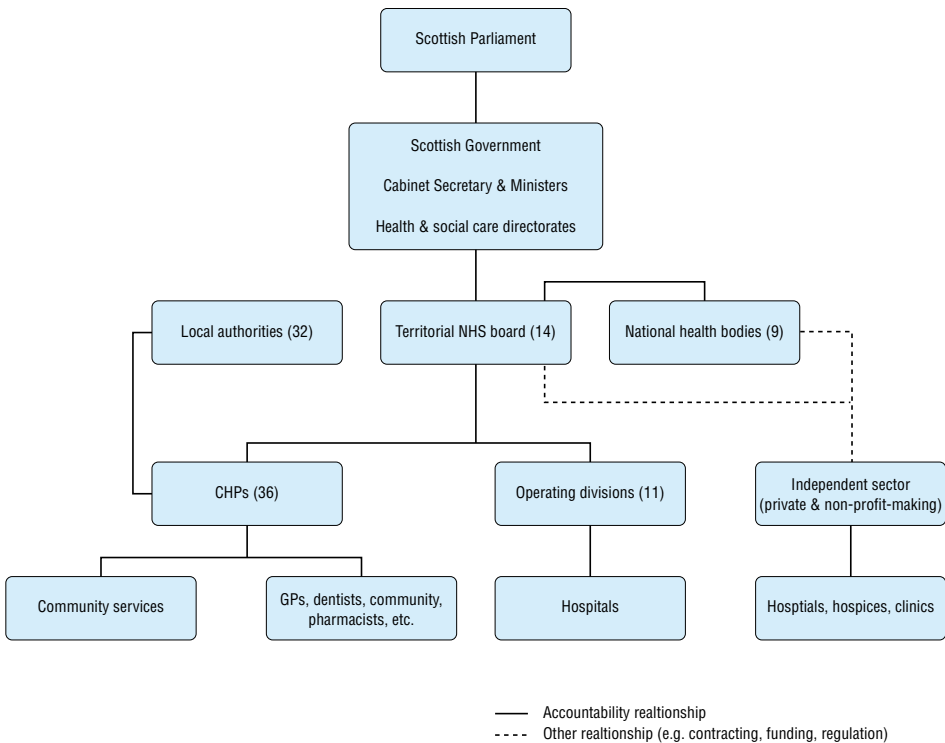 Scottish Parliament
Scottish Government
Cabinet Secretary & Ministers
Health & social care directorates
Local authorities (32)
Territorial NHS board (14)
National health bodies (9)
CHPs (36)
Operating divisions (11)
Independent sector
(private & non-profit-making)
Community services
GPs, dentists, community,
pharmacists, etc.
Hospitals
Hosptials, hospices, clinics
Accountability realtionship
Other realtionship (e.g. contracting, funding, regulation)